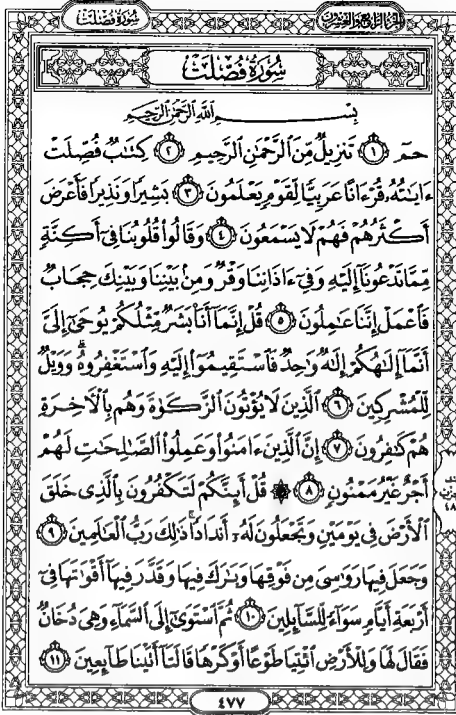 الجزء الرابع والعشرون سُورَةُ فُصِّلَتْ
سُورَةُ فُصِّلَتْ
بِسْمِ اللَّهِ الرَّحْمَٰنِ الرَّحِيمِ
حمٓ ١ تَنزِيلٌ مِّنَ ٱلرَّحْمَٰنِ ٱلرَّحِيمِ ٢ كِتَٰبٌ فُصِّلَتْ
ءَايَٰتُهُۥ قُرْءَانًا عَرَبِيًّا لِّقَوْمٍ يَعْلَمُونَ ٣ بَشِيرًا وَنَذِيرًا فَأَعْرَضَ
أَكْثَرُهُمْ فَهُمْ لَا يَسْمَعُونَ ٤ وَقَالُوا۟ قُلُوبُنَا فِىٓ أَكِنَّةٍ
مِّمَّا تَدْعُونَآ إِلَيْهِ وَفِىٓ ءَاذَانِنَا وَقْرٌ وَمِنۢ بَيْنِنَا وَبَيْنِكَ حِجَابٌ
فَٱعْمَلْ إِنَّنَا عَٰمِلُونَ ٥ قُلْ إِنَّمَآ أَنَا۠ بَشَرٌ مِّثْلُكُمْ يُوحَىٰٓ إِلَىَّ
أَنَّمَآ إِلَٰهُكُمْ إِلَٰهٌ وَٰحِدٌ فَٱسْتَقِيمُوٓا۟ إِلَيْهِ وَٱسْتَغْفِرُوهُ ۗ وَوَيْلٌ
لِّلْمُشْرِكِينَ ٦ ٱلَّذِينَ لَا يُؤْتُونَ ٱلزَّكَوٰةَ وَهُم بِٱلْءَاخِرَةِ
هُمْ كَٰفِرُونَ ٧ إِنَّ ٱلَّذِينَ ءَامَنُوا۟ وَعَمِلُوا۟ ٱلصَّٰلِحَٰتِ لَهُمْ
أَجْرٌ غَيْرُ مَمْنُونٍ ٨ ۞ قُلْ أَئِنَّكُمْ لَتَكْفُرُونَ بِٱلَّذِى خَلَقَ
ٱلْأَرْضَ فِى يَوْمَيْنِ وَتَجْعَلُونَ لَهُۥٓ أَندَادًا ۚ ذَٰلِكَ رَبُّ ٱلْعَٰلَمِينَ ٩
وَجَعَلَ فِيهَا رَوَٰسِىَ مِن فَوْقِهَا وَبَٰرَكَ فِيهَا وَقَدَّرَ فِيهَآ أَقْوَٰتَهَا فِىٓ
أَرْبَعَةِ أَيَّامٍ سَوَآءً لِّلسَّآئِلِينَ ١٠ ثُمَّ ٱسْتَوَىٰٓ إِلَى ٱلسَّمَآءِ وَهِىَ دُخَانٌ
فَقَالَ لَهَا وَلِلْأَرْضِ ٱئْتِيَا طَوْعًا أَوْ كَرْهًا قَالَتَآ أَتَيْنَا طَآئِعِينَ ١١
٤٧٧